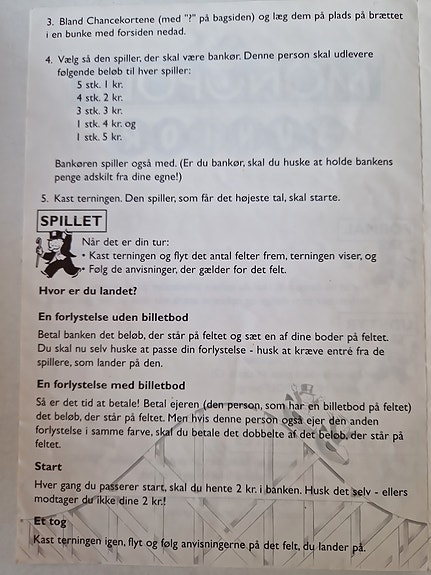 3. Bland Chancekortene (med "?" på bagsiden) og læg dem på plads på brættet
i en bunke med forsiden nedad.
4. Vælg så den spiller, der skal være bankør. Denne person skal udlevere
følgende beløb til hver spiller:
5 stk. 1 kr.
4 stk. 2 kr.
3 stk. 3 kr.
1 stk. 4 kr. og
1 stk. 5 kr.
Bankøren spiller også med. (Er du bankør, skal du huske at holde bankens
penge adskilt fra dine egne!)
5. Kast terningen. Den spiller, som får det højeste tal, skal starte.
SPILLET
Når det er din tur:
• Kast terningen og flyt det antal felter frem, terningen viser, og
• Følg de anvisninger, der gælder for det felt.
Hvor er du landet?
En forlystelse uden billetbod
Betal banken det beløb, der står på feltet og sæt en af dine boder på feltet.
Du skal nu selv huske at passe din forlystelse - husk at kræve entré fra de
spillere, som lander på den.
En forlystelse med billetbod
Så er det tid at betale! Betal ejeren (den person, som har en billetbod på feltet)
det beløb, der står på feltet. Men hvis denne person også ejer den anden
forlystelse i samme farve, skal du betale det dobbelte af det beløb, der står på
feltet.
Start
Hver gang du passerer start, skal du hente 2 kr. i banken. Husk det selv - ellers
modtager du ikke dine 2 kr.!
Et tog
Kast terningen igen, flyt og følg anvisningerne på det felt, du lander på.